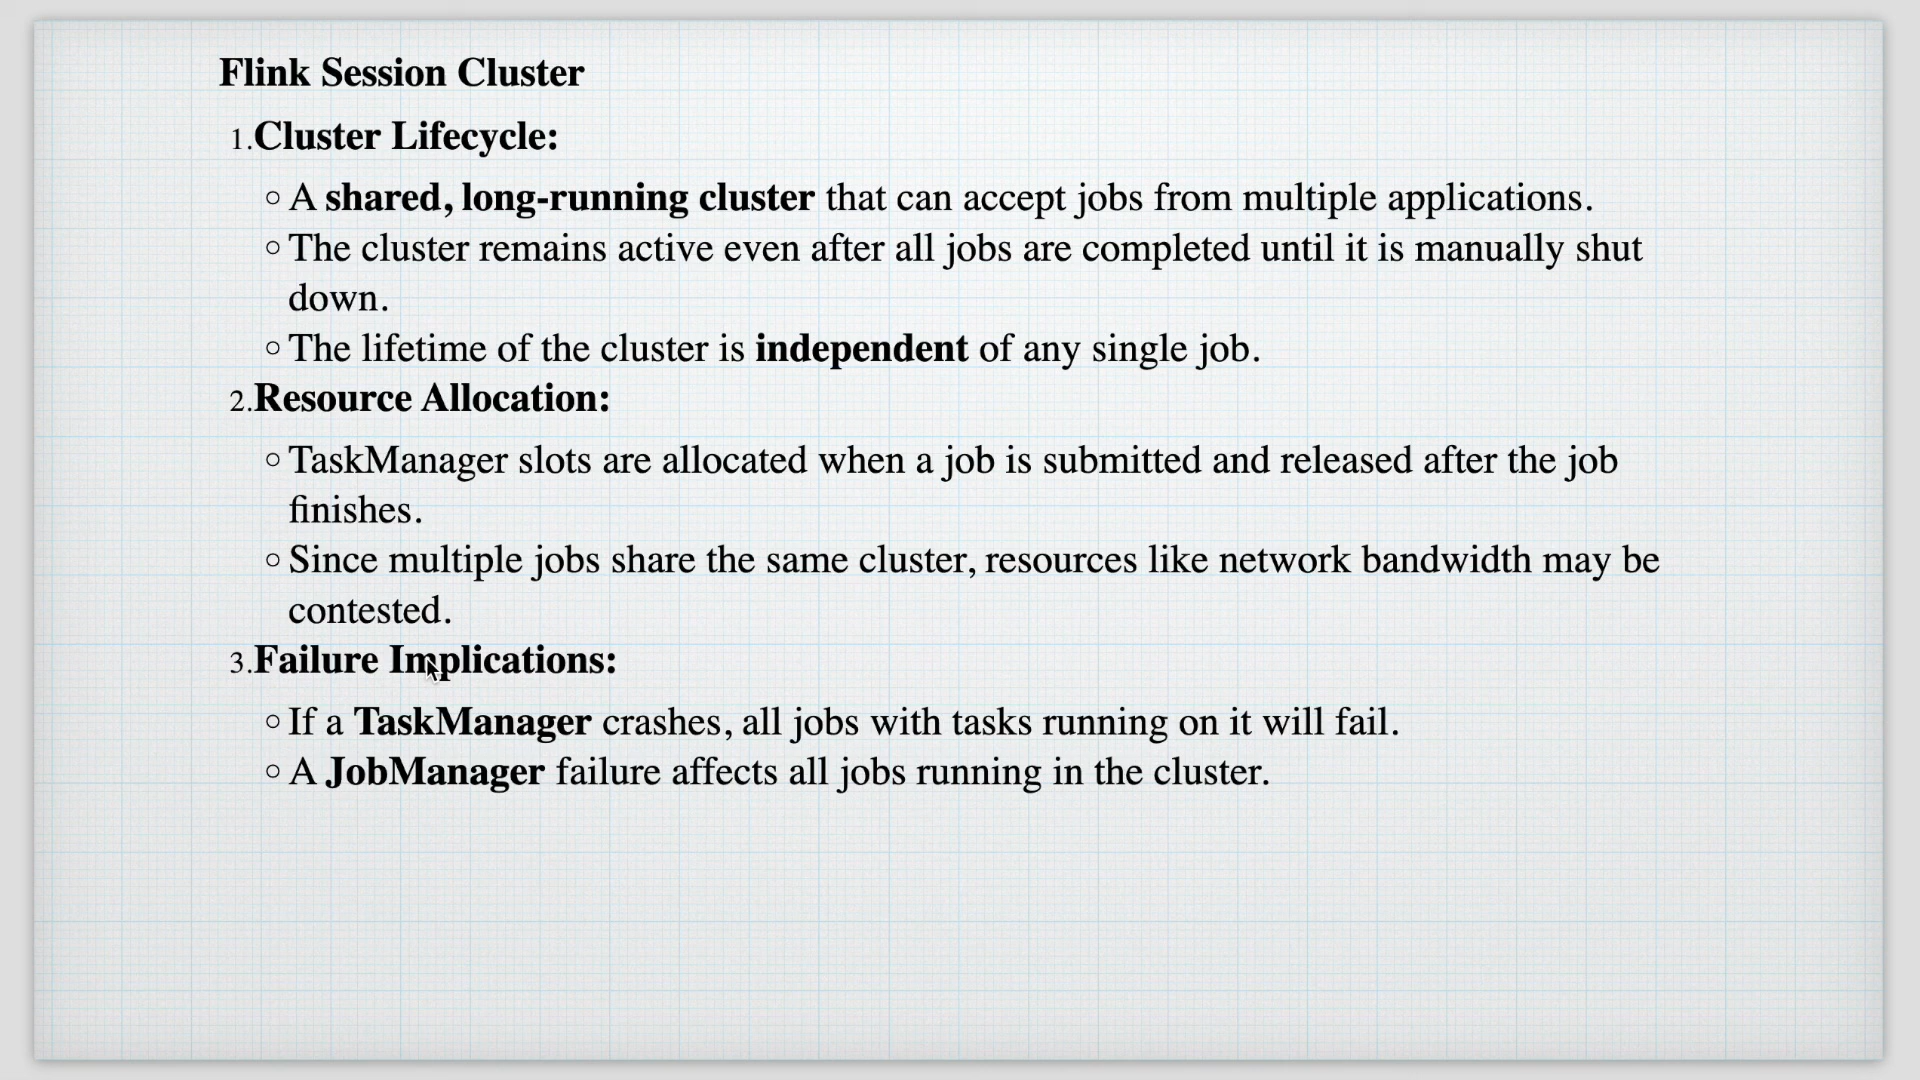 Flink Session Cluster
1.Cluster Lifecycle:
○ A shared, long-running cluster that can accept jobs from multiple applications.
○ The cluster remains active even after all jobs are completed until it is manually shut
down.
○ The lifetime of the cluster is independent of any single job.
2.Resource Allocation:
○ TaskManager slots are allocated when a job is submitted and released after the job
finishes.
○ Since multiple jobs share the same cluster, resources like network bandwidth may be
contested.
3.Failure Implications:
○ If a TaskManager crashes, all jobs with tasks running on it will fail.
○ A JobManager failure affects all jobs running in the cluster.